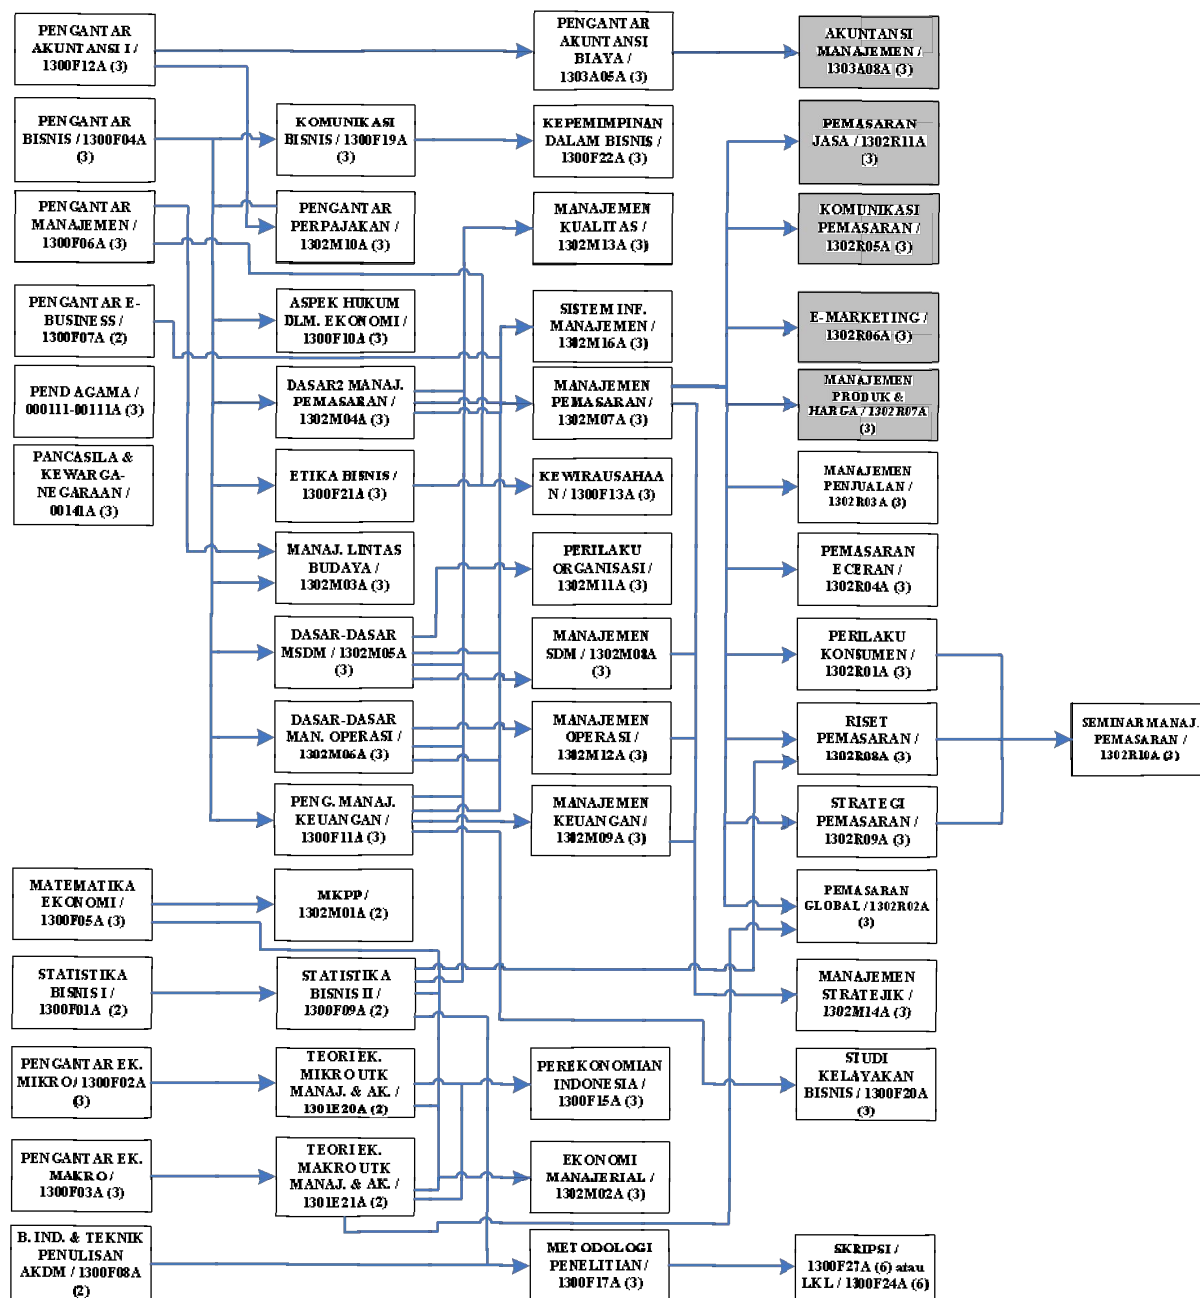 PENGANTAR
AKUNTANSI I /
1300F12A (3)
PENGANTAR
AKUNTANSI
BIAYA /
1303A05A (3)
AKUNTANSI
MANAJEMEN /
1303A08A (3)
PENGANTAR
BISNIS / 1300F04A
(3)
KOMUNIKASI
BISNIS / 1300F19A
(3)
KEPEMIMPINAN
DALAM BISNIS /
1300F22A (3)
PEMASARAN
JASA / 1302R11A
(3)
PENGANTAR
MANAJEMEN /
1300F06A (3)
PENGANTAR
PERPAJAKAN /
1302M10A (3)
MANAJEMEN
KUALITAS /
1302M13A (3)
KOMUNIKASI
PEMASARAN /
1302R05A (3)
PENGANTAR E-
BUSINESS /
1300F07A (2)
ASPEK HUKUM
DLM. EKONOMI /
1300F10A (3)
SISTEM INF.
MANAJEMEN /
1302M16A (3)
E-MARKETING /
1302R06A (3)
PEND AGAMA /
000111-00111A (3)
DASAR2 MANAJ.
PEMASARAN /
1302M04A (3)
MANAJEMEN
PEMASARAN /
1302M07A (3)
MANAJEMEN
PRODUK &
HARGA / 1302R07A
(3)
PANCASILA &
KEWARGA-
NEGARAAN /
00141A (3)
ETIKA BISNIS /
1300F21A (3)
KEWIRAUSAHAA
N / 1300F13A (3)
MANAJEMEN
PENJUALAN /
1302R03A (3)
MANAJ. LINTAS
BUDAYA /
1302M03A (3)
PERILAKU
ORGANISASI /
1302M11A (3)
PEMASARAN
ECERAN /
1302R04A (3)
DASAR-DASAR
MSDM / 1302M05A
(3)
MANAJEMEN
SDM / 1302M08A
(3)
PERILAKU
KONSUMEN /
1302R01A (3)
DASAR-DASAR
MAN. OPERASI /
1302M06A (3)
MANAJEMEN
OPERASI /
1302M12A (3)
RISET
PEMASARAN /
1302R08A (3)
SEMINAR MANAJ.
PEMASARAN /
1302R10A (3)
PENG. MANAJ.
KEUANGAN /
1300F11A (3)
MANAJEMEN
KEUANGAN /
1302M09A (3)
STRATEGI
PEMASARAN /
1302R09A (3)
MATEMATIKA
EKONOMI /
1300F05A (3)
MKPP /
1302M01A (2)
PEMASARAN
GLOBAL / 1302R02A
(3)
STATISTIKA
BISNIS I /
1300F01A (2)
STATISTIKA
BISNIS II /
1300F09A (2)
MANAJEMEN
STRATEJIK /
1302M14A (3)
PENGANTAR EK.
MIKRO / 1300F02A
(3)
TEORI EK.
MIKRO UTK
MANAJ. & AK. /
1301E20A (2)
PEREKONOMIAN
INDONESIA /
1300F15A (3)
STUDI
KELAYAKAN
BISNIS / 1300F20A
(3)
PENGANTAR EK.
MAKRO /
1300F03A (3)
TEORI EK.
MAKRO UTK
MANAJ. & AK. /
1301E21A (2)
EKONOMI
MANAJERIAL /
1302M02A (3)
B. IND. & TEKNIK
PENULISAN
AKDM / 1300F08A
(2)
METODOLOGI
PENELITIAN /
1300F17A (3)
SKRIPSI /
1300F27A (6) atau
LKL / 1300F24A (6)